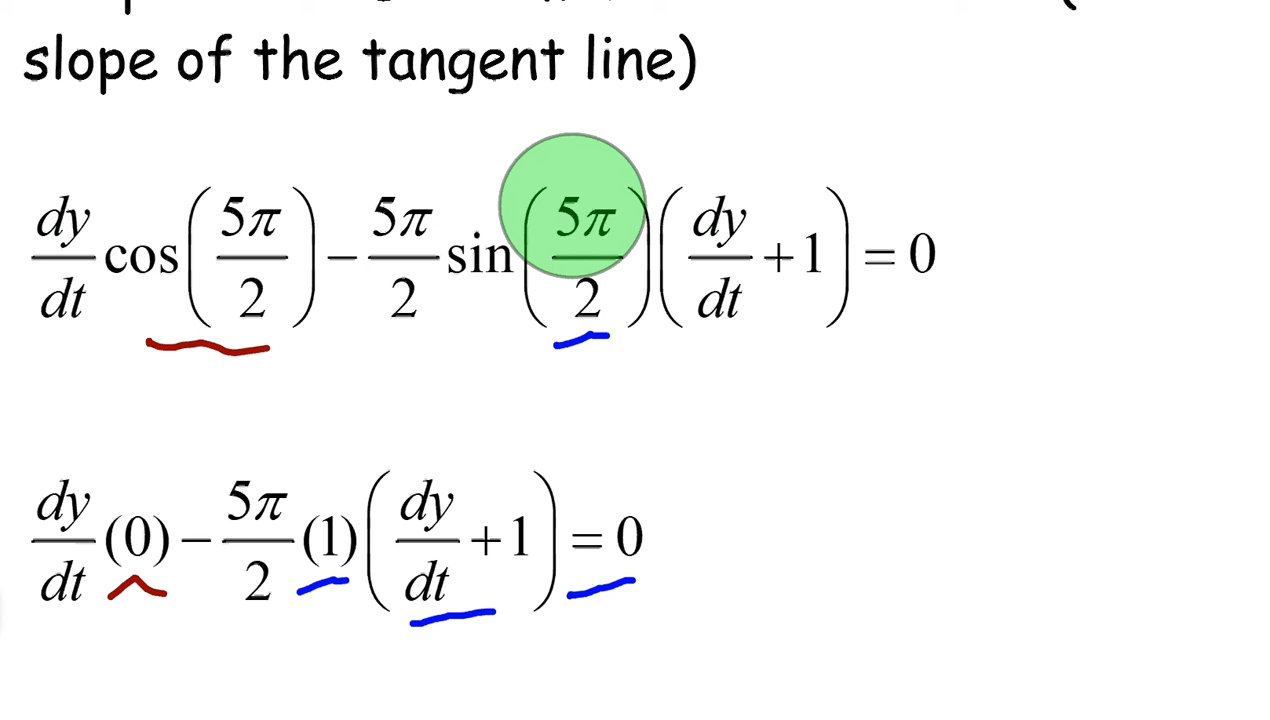 slope of the tangent line)
dy/dt cos(5π/2) − 5π/2 sin(5π/2)(dy/dt + 1) = 0
dy/dt (0) − 5π/2 (1)(dy/dt + 1) = 0